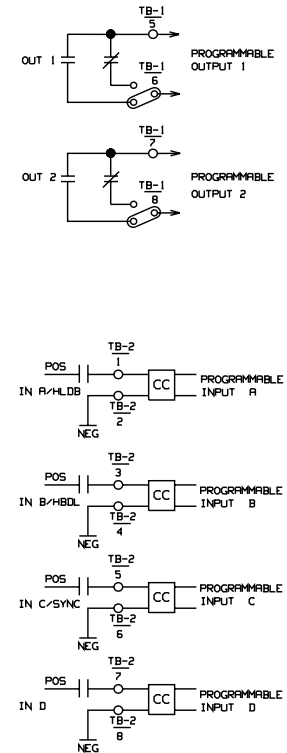 TB-1
5
OUT 1
PROGRAMMABLE
OUTPUT 1
TB-1
6
TB-1
7
OUT 2
PROGRAMMABLE
OUTPUT 2
TB-1
8
TB-2
1
POS
CC
PROGRAMMABLE
IN A/HLDB
INPUT A
TB-2
2
NEG
TB-2
3
POS
CC
PROGRAMMABLE
IN B/HBDL
INPUT B
TB-2
4
NEG
TB-2
5
POS
CC
PROGRAMMABLE
IN C/SYNC
INPUT C
TB-2
6
NEG
TB-2
7
POS
CC
PROGRAMMABLE
IN D
INPUT D
TB-2
8
NEG